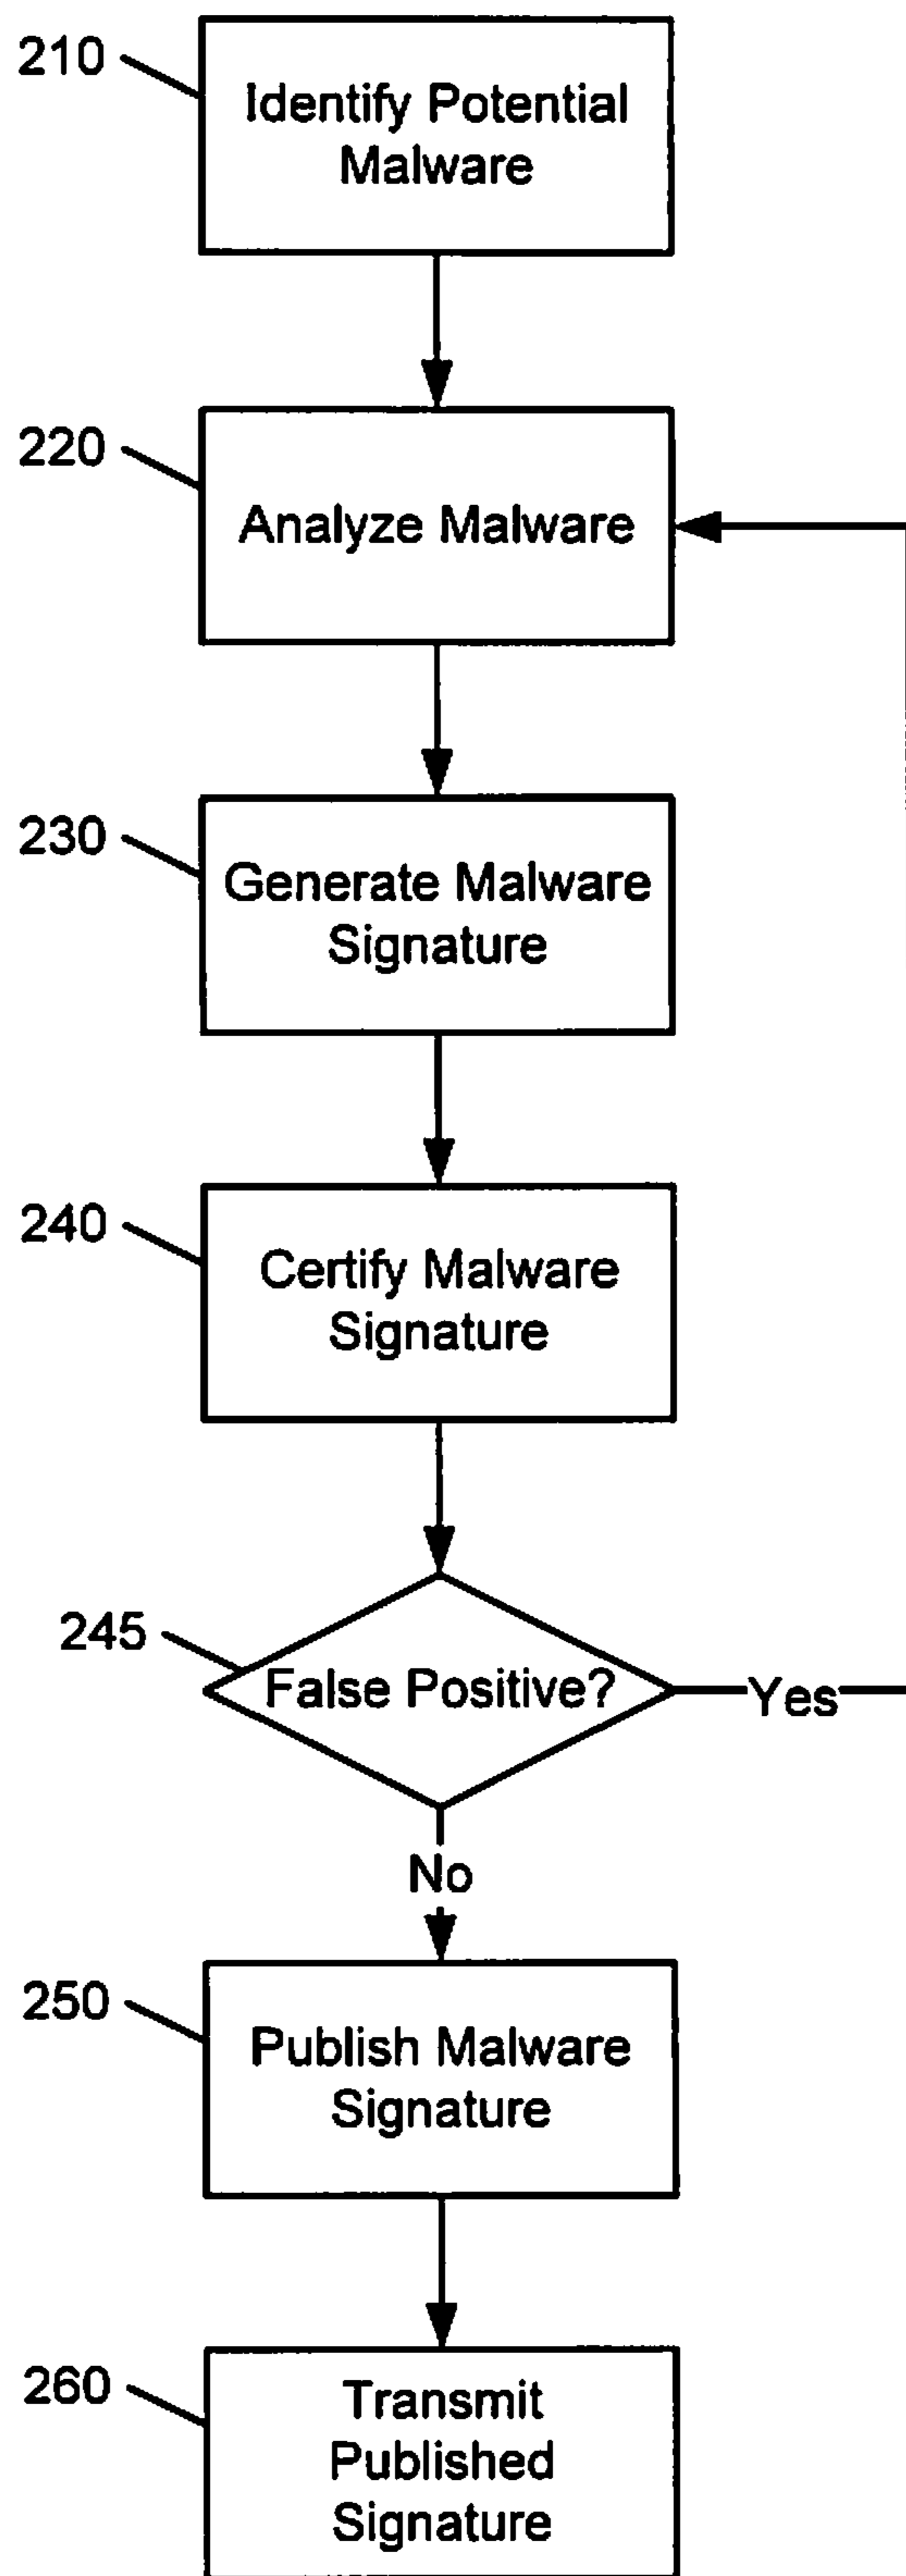 210
Identify Potential
Malware
220
Analyze Malware
230
Generate Malware
Signature
240
Certify Malware
Signature
245
False Positive?
Yes
No
250
Publish Malware
Signature
260
Transmit
Published
Signature